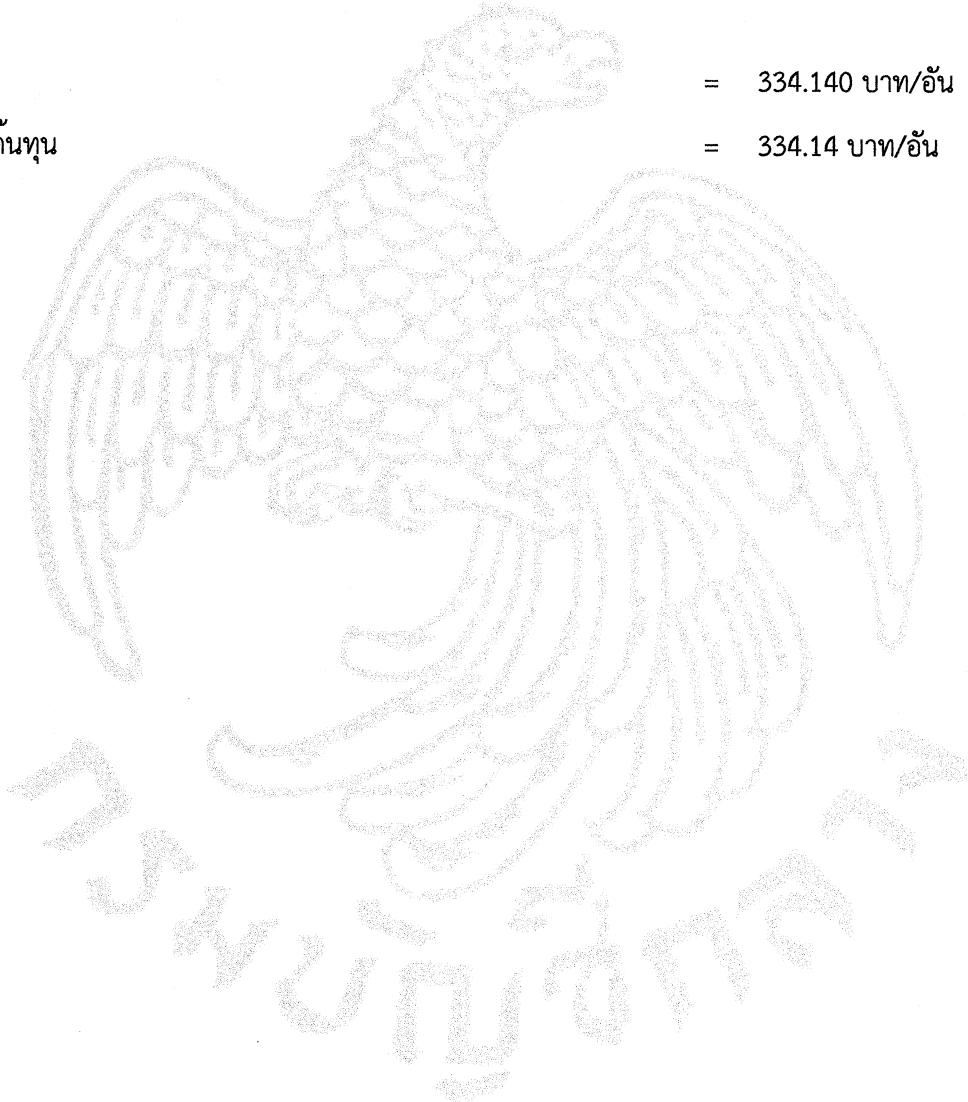 = 334.140 บาท/อัน
ต้นทุน = 334.14 บาท/อัน
กรมบัญชีกลาง